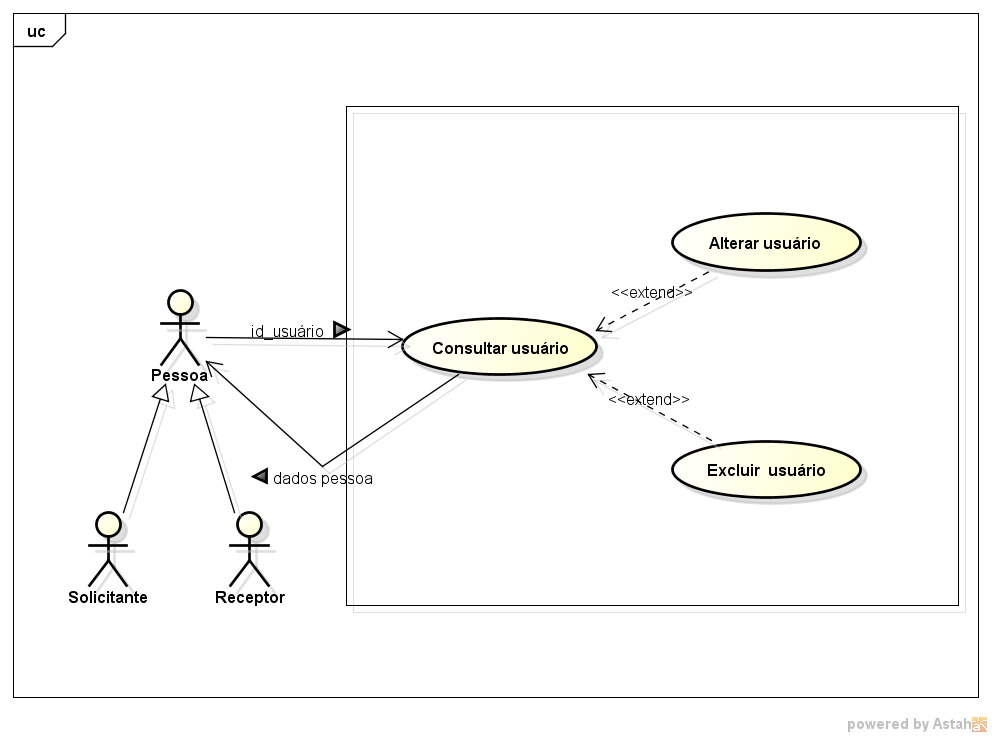 uc
Alterar usuário
<<extend>>
id_usuário
Consultar usuário
Pessoa
<<extend>>
Excluir usuário
dados pessoa
Solicitante
Receptor
powered by Astah